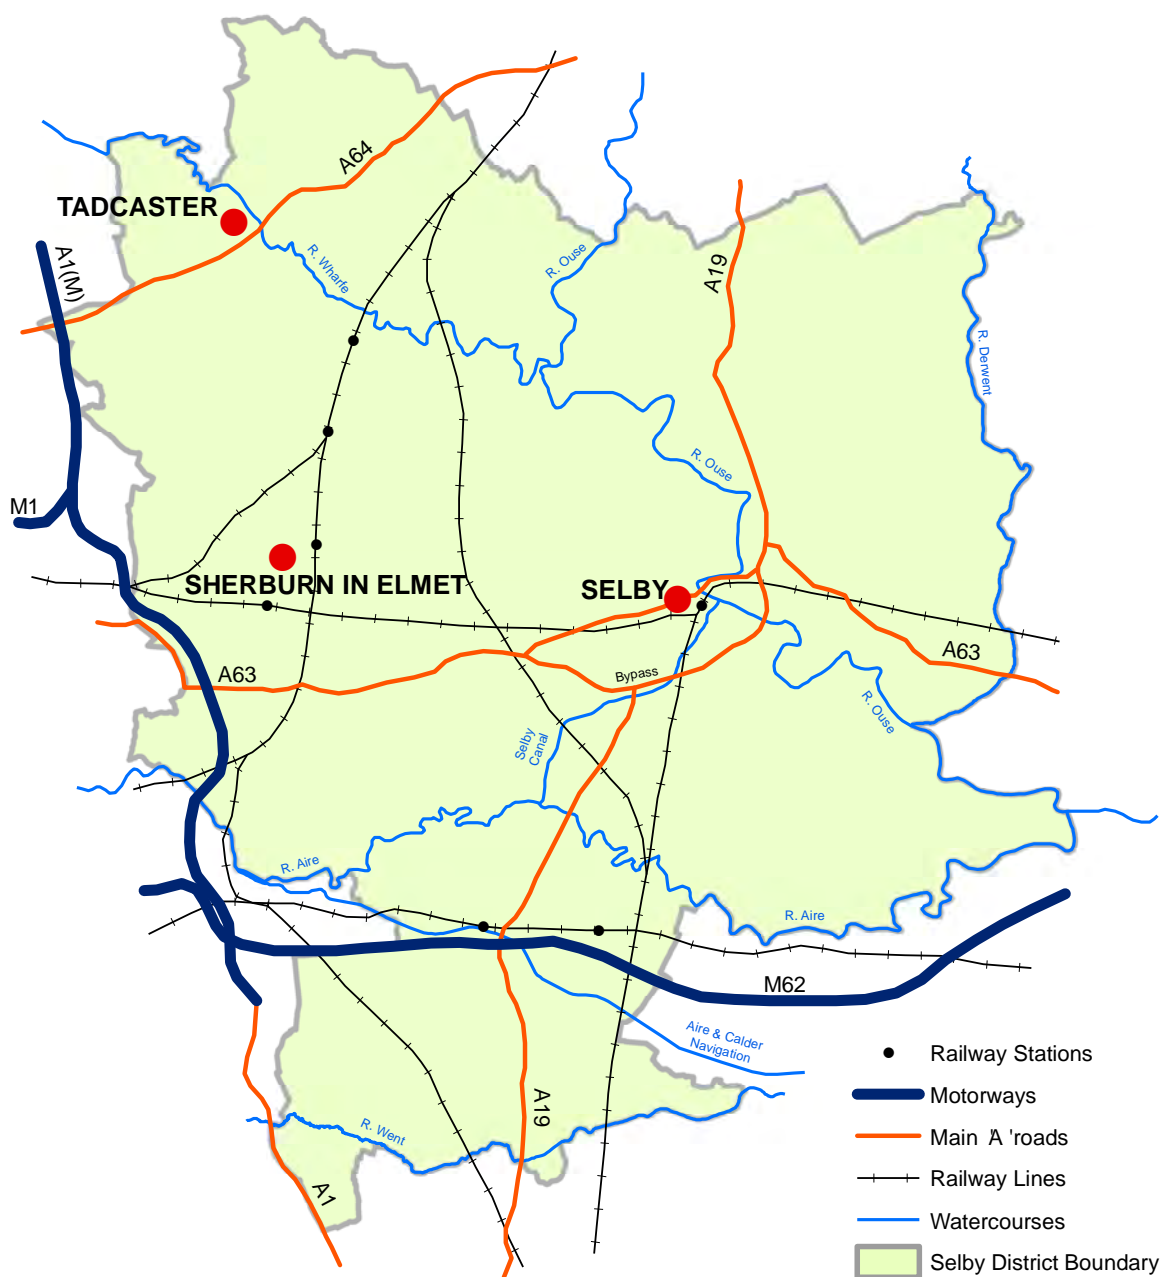 A64
TADCASTER
A1(M)
R. Wharfe
R. Ouse
A19
R. Derwent
R. Ouse
M1
SHERBURN IN ELMET
SELBY
A63
A63
Bypass
R. Ouse
Selby
Canal
R. Aire
R. Aire
M62
Aire & Calder
Navigation
A19
R. Went
A1
Railway Stations
Motorways
Main 'A 'roads
Railway Lines
Watercourses
Selby District Boundary